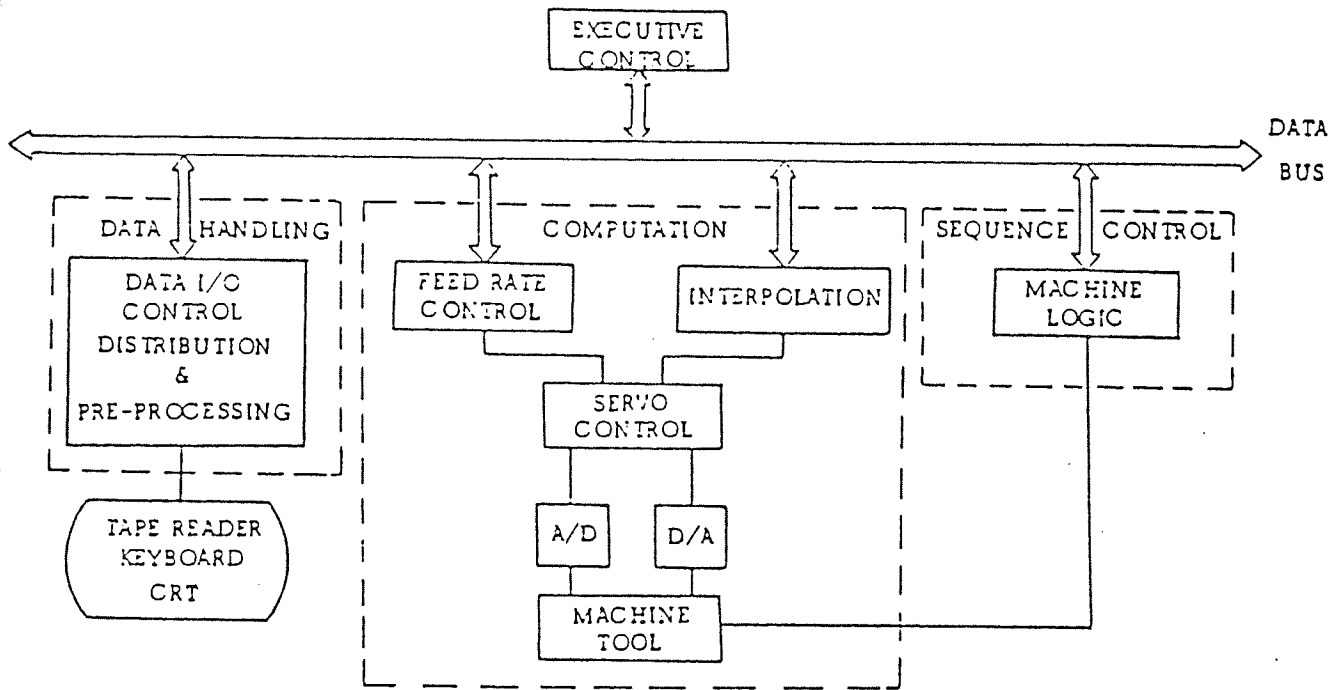 EXECUTIVE
CONTROL
DATA
BUS
DATA HANDLING
COMPUTATION
SEQUENCE CONTROL
DATA I/O
CONTROL
DISTRIBUTION
&
PRE-PROCESSING
FEED RATE
CONTROL
INTERPOLATION
MACHINE
LOGIC
SERVO
CONTROL
A/D
D/A
TAPE READER
KEYBOARD
CRT
MACHINE
TOOL